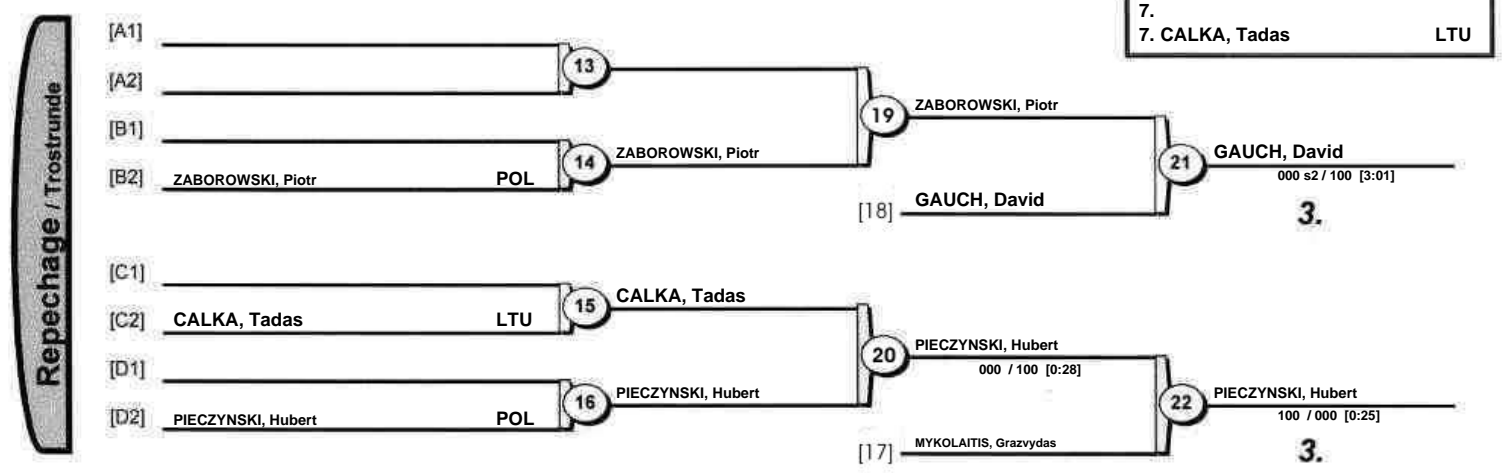 7.
7. CALKA, Tadas LTU
Repechage / Trostrunde
[A1]
13
[A2]
19 ZABOROWSKI, Piotr
[B1]
14 ZABOROWSKI, Piotr
[B2] ZABOROWSKI, Piotr POL
21 GAUCH, David
000 s2 / 100 [3:01]
[18] GAUCH, David
3.
[C1]
15 CALKA, Tadas
[C2] CALKA, Tadas LTU
20 PIECZYNSKI, Hubert
000 / 100 [0:28]
[D1]
16 PIECZYNSKI, Hubert
[D2] PIECZYNSKI, Hubert POL
22 PIECZYNSKI, Hubert
100 / 000 [0:25]
[17] MYKOLAITIS, Grazvydas
3.